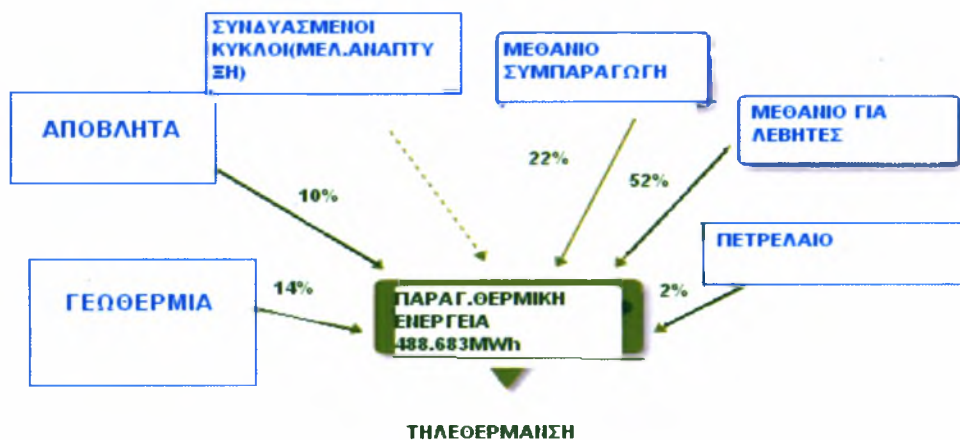 ΣΥΝΔΥΑΣΜΕΝΟΙ
ΚΥΚΛΟΙ(ΜΕΛ.ΑΝΑΠΤΥ
ΞΗ)
ΜΕΘΑΝΙΟ
ΣΥΜΠΑΡΑΓΩΓΗ
ΑΠΟΒΛΗΤΑ
ΜΕΘΑΝΙΟ ΓΙΑ
ΛΕΒΗΤΕΣ
22%
52%
10%
ΠΕΤΡΕΛΑΙΟ
ΓΕΩΘΕΡΜΙΑ
14%
2%
ΠΑΡΑΓ.ΘΕΡΜΙΚΗ
ΕΝΕΡΓΕΙΑ
488.683MWh
ΤΗΛΕΘΕΡΜΑΝΣΗ